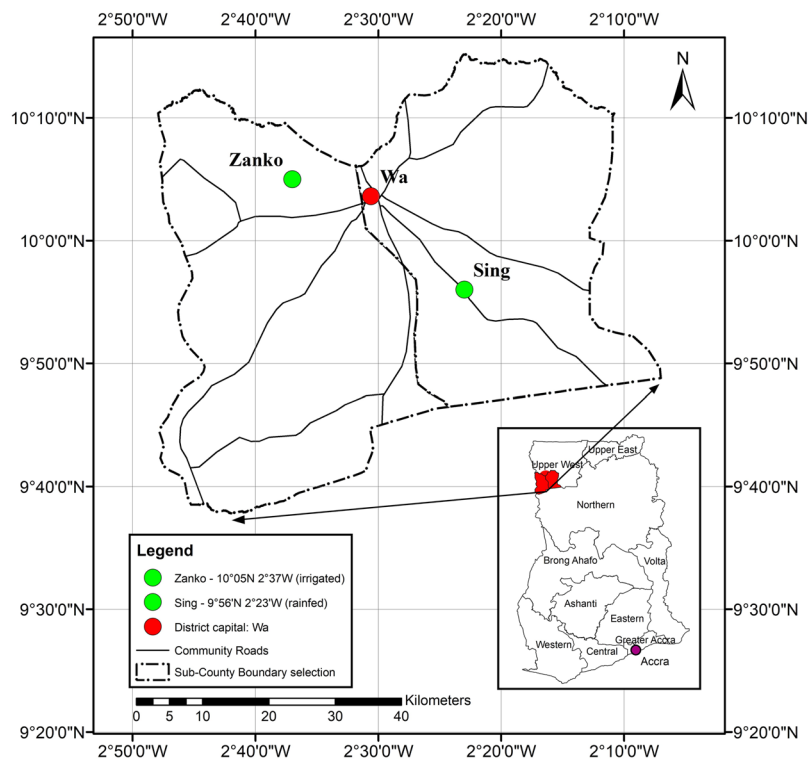 2°50'0"W 2°40'0"W 2°30'0"W 2°20'0"W 2°10'0"W
N
10°10'0"N 10°10'0"N
Zanko
Wa
10°0'0"N 10°0'0"N
Sing
9°50'0"N 9°50'0"N
Upper East
Upper West
9°40'0"N 9°40'0"N
Northern
Legend
Zanko - 10°05N 2°37W (irrigated)
Sing - 9°56'N 2°23'W (rainfed)
District capital: Wa
Community Roads
Sub-County Boundary selection
Brong Ahafo
Volta
Ashanti
9°30'0"N 9°30'0"N
Eastern
Greater Accra
Western
Central
Accra
Kilometers
0 5 10 20 30 40
9°20'0"N 9°20'0"N
2°50'0"W 2°40'0"W 2°30'0"W 2°20'0"W 2°10'0"W